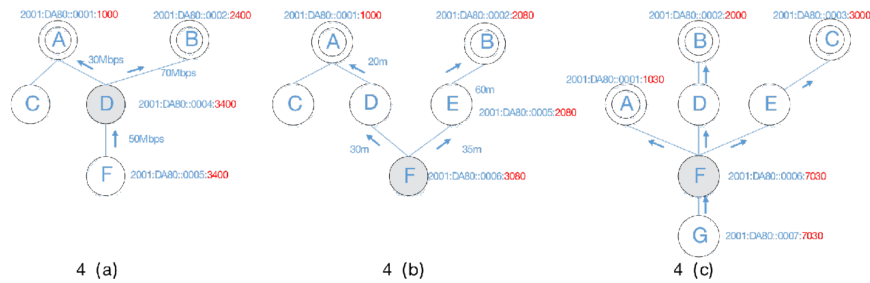 2001:DA80::0001:1000
2001:DA80::0002:2400
A
B
30Mbps
70Mbps
C
D
2001:DA80::0004:3400
50Mbps
F
2001:DA80::0005:3400
4 (a)
2001:DA80::0001:1000
2001:DA80::0002:2080
A
B
20m
60m
C
D
E
2001:DA80::0005:2080
30m
35m
F
2001:DA80::0006:3080
4 (b)
2001:DA80::0002:2000
2001:DA80::0003:3000
B
C
2001:DA80::0001:1030
A
D
E
F
2001:DA80::0006:7030
G
2001:DA80::0007:7030
4 (c)